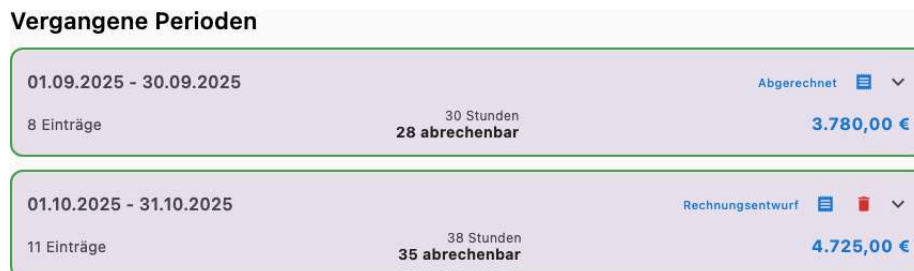 Vergangene Perioden
01.09.2025 - 30.09.2025
Abgerechnet
8 Einträge
30 Stunden
28 abrechenbar
3.780,00 €
01.10.2025 - 31.10.2025
Rechnungsentwurf
11 Einträge
38 Stunden
35 abrechenbar
4.725,00 €